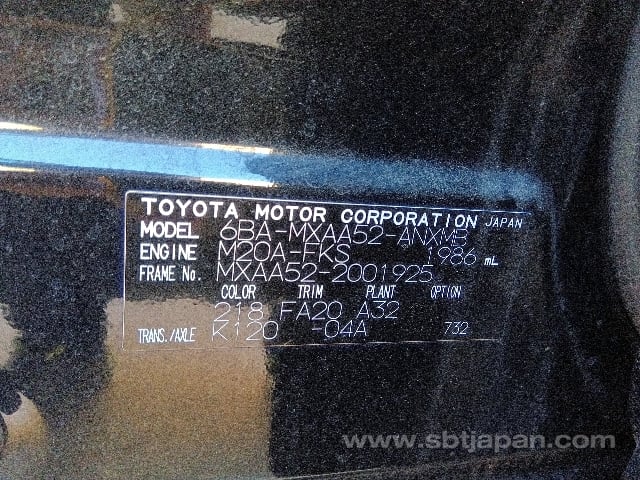 TOYOTA MOTOR CORPORATION JAPAN
MODEL 6BA-MXAA52-ANXMB
ENGINE M20A-FKS 1986 mL
FRAME No. MXAA52-2001925
COLOR TRIM PLANT OPTION
218 FA20 A32
TRANS./AXLE K120 -04A 732
www.sbtjapan.com